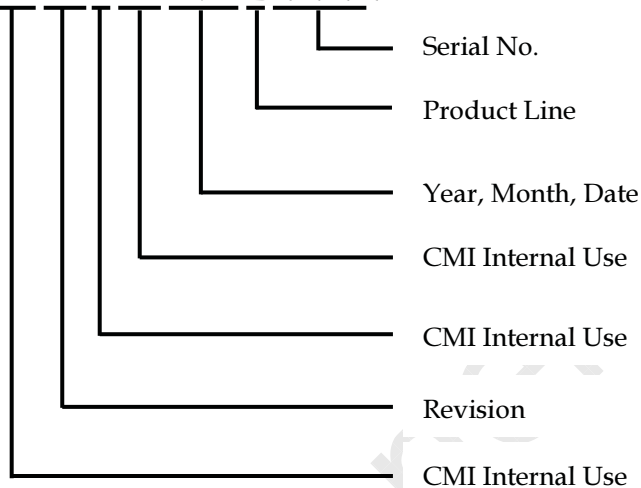 Serial No.
Product Line
Year, Month, Date
CMI Internal Use
CMI Internal Use
Revision
CMI Internal Use